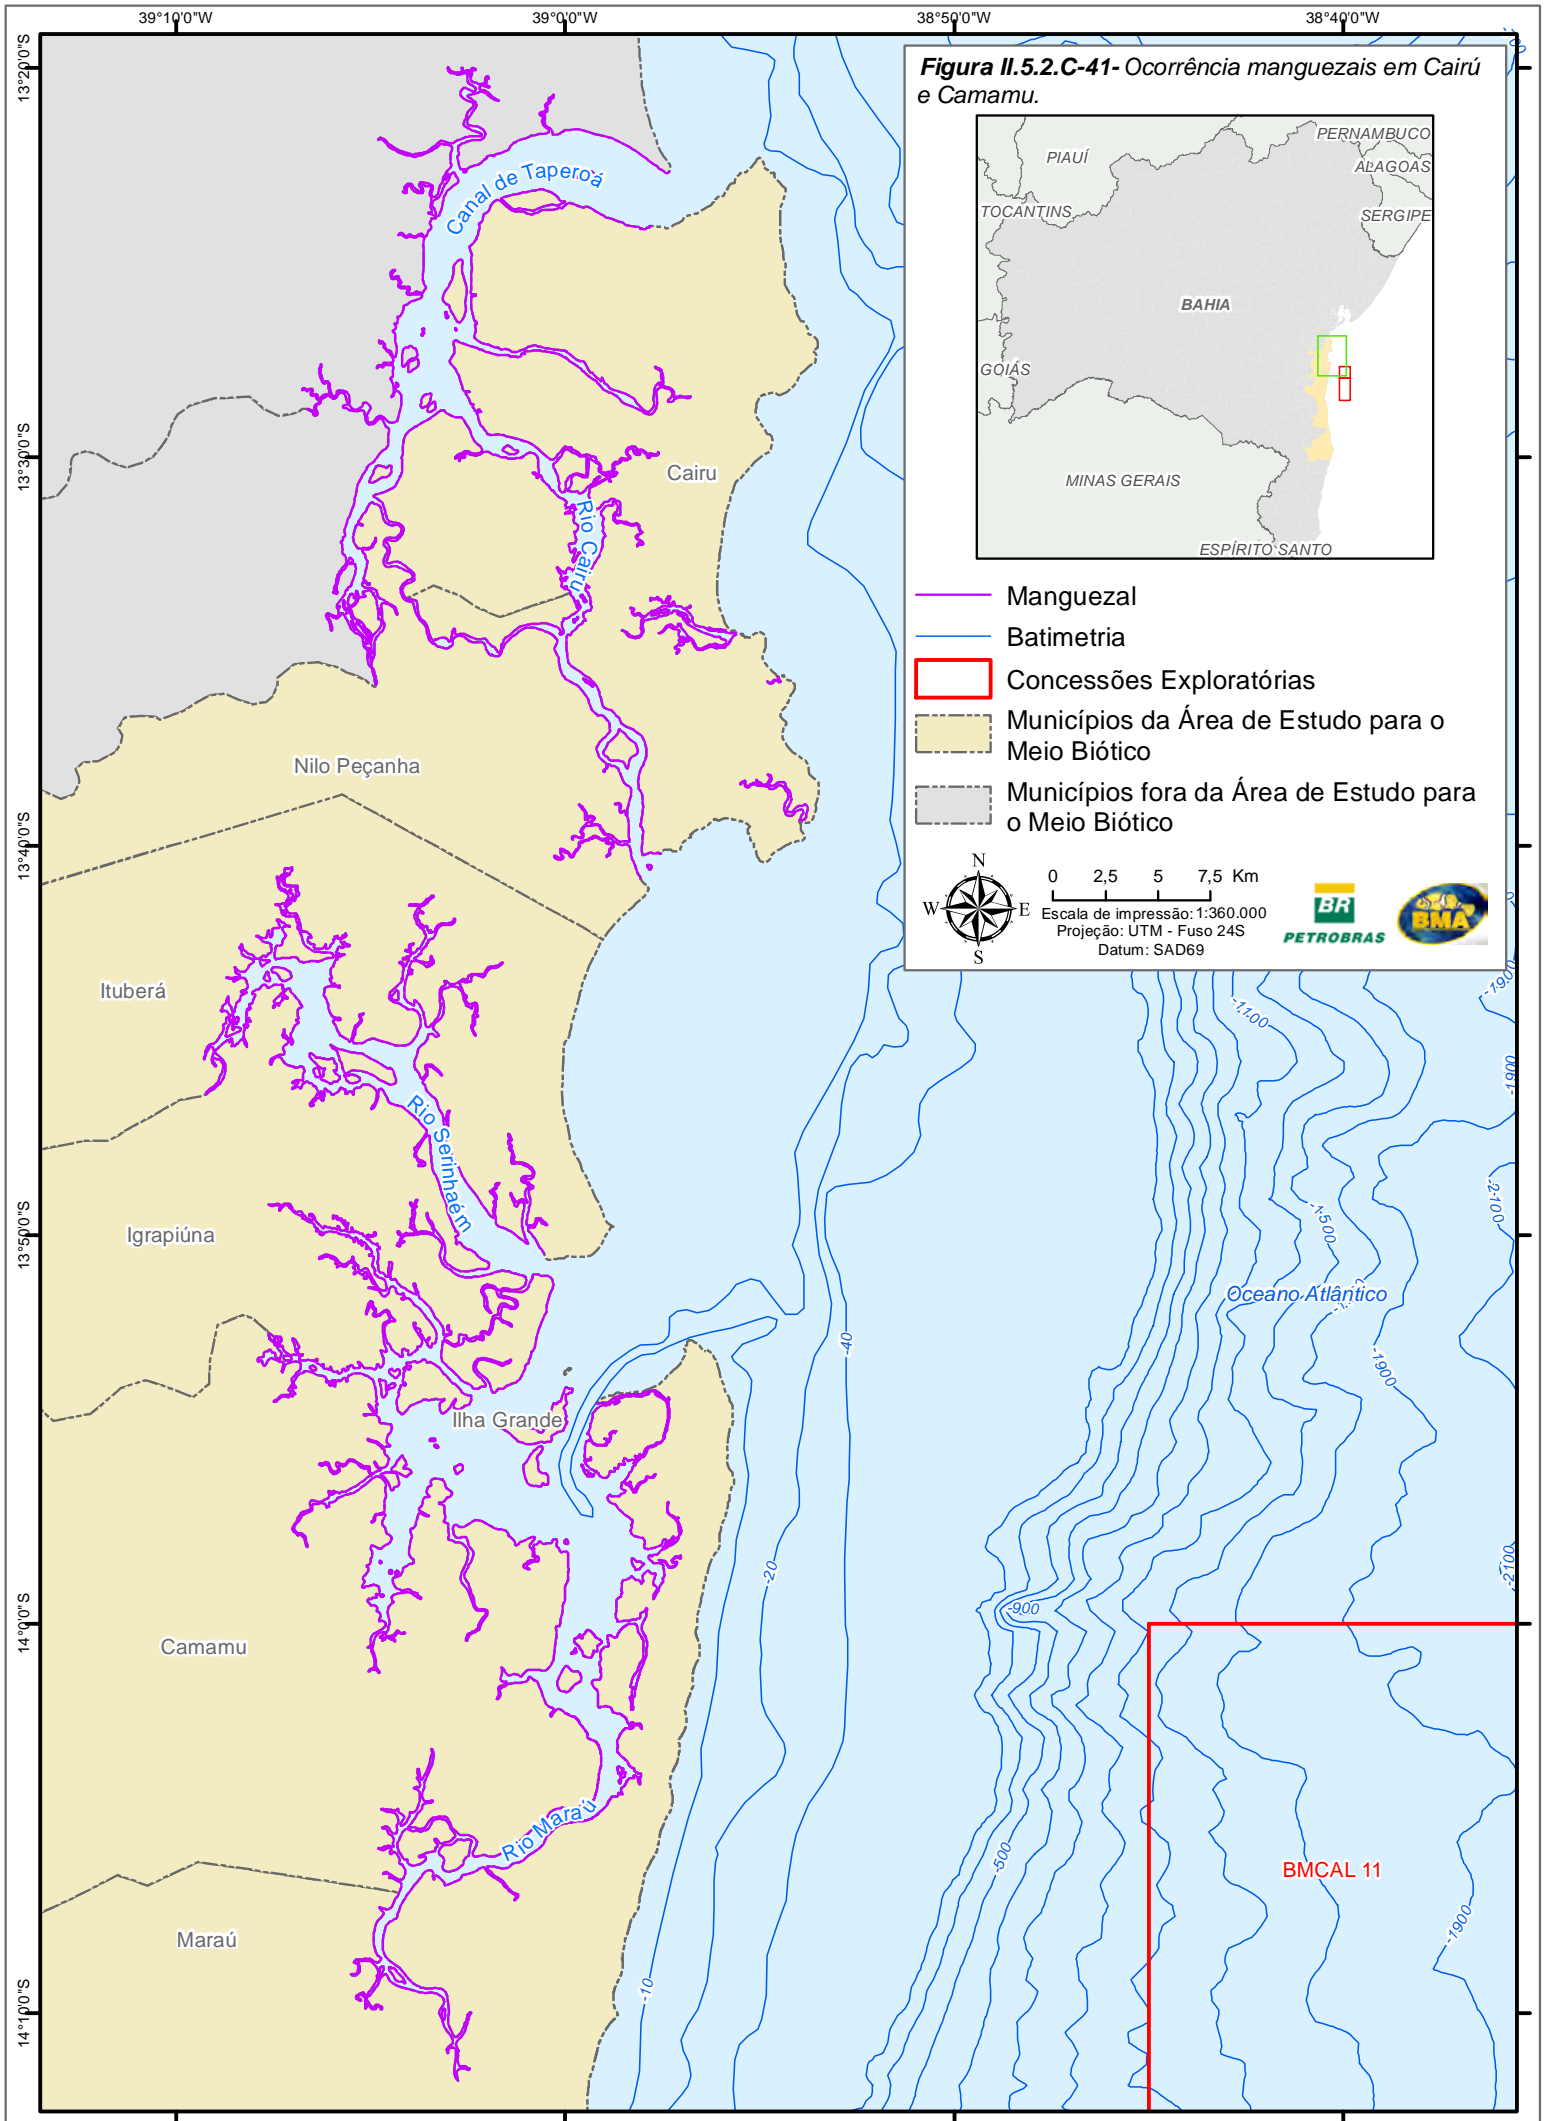 39°10'0"W
39°0'0"W
38°50'0"W
38°40'0"W
13°20'0"S
13°30'0"S
13°40'0"S
13°50'0"S
14°0'0"S
14°10'0"S
Figura II.5.2.C-41- Ocorrência manguezais em Cairú
e Camamu.
PERNAMBUCO
PIAUÍ
ALAGOAS
TOCANTINS
SERGIPE
BAHIA
GOIÁS
MINAS GERAIS
ESPÍRITO SANTO
Manguezal
Batimetria
Concessões Exploratórias
Municípios da Área de Estudo para o
Meio Biótico
Municípios fora da Área de Estudo para
o Meio Biótico
N
W
E
S
0 2,5 5 7,5 Km
Escala de impressão: 1:360.000
Projeção: UTM - Fuso 24S
Datum: SAD69
BR
PETROBRAS
BMA
Canal de Taperoá
Cairu
Rio Cairu
Nilo Peçanha
Ituberá
Rio Serinhaém
Igrapiúna
Ilha Grande
Camamu
Rio Maraú
Maraú
Oceano Atlântico
BMCAL 11
-1900
-1100
-1900
-2100
-1500
-1900
-40
-20
-2100
-900
-500
-1900
-10